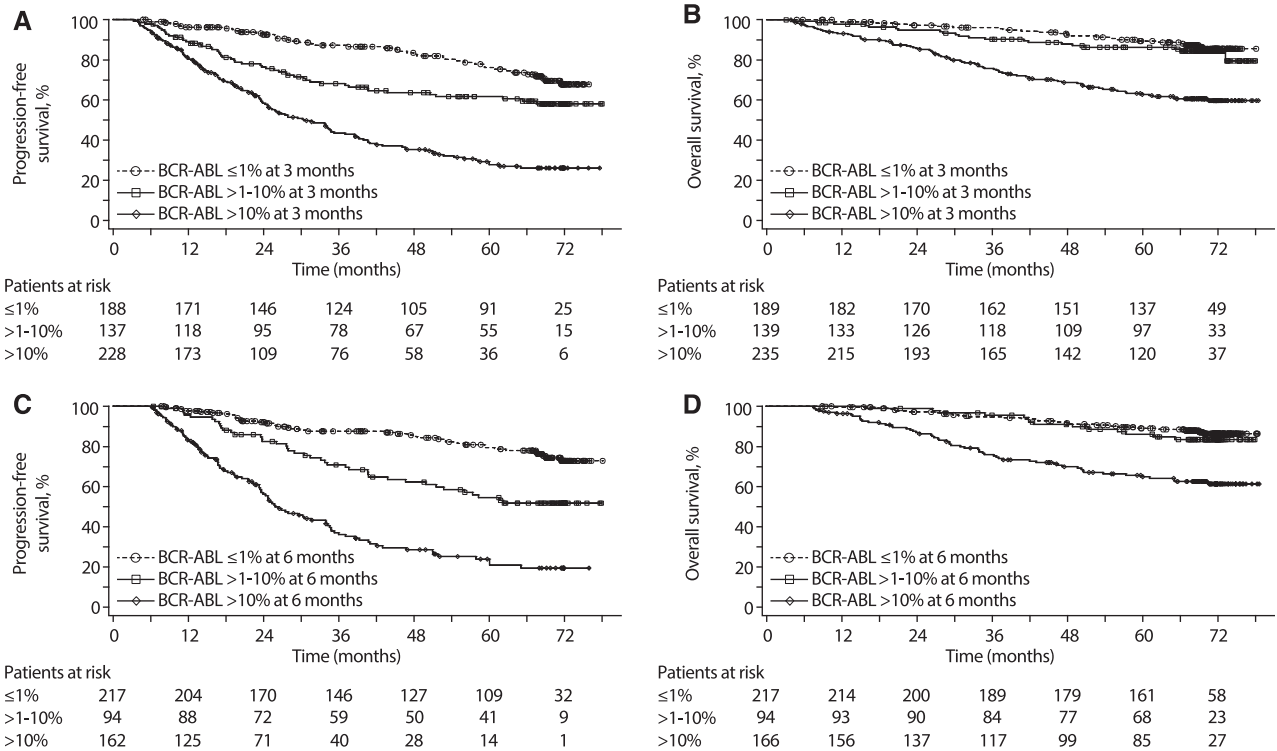 A
Progression-free
survival, %
100
80
60
40
20
0
BCR-ABL ≤1% at 3 months
BCR-ABL >1-10% at 3 months
BCR-ABL >10% at 3 months
0 12 24 36 48 60 72
Time (months)
Patients at risk
≤1% 188 171 146 124 105 91 25
>1-10% 137 118 95 78 67 55 15
>10% 228 173 109 76 58 36 6
B
Overall survival, %
100
80
60
40
20
0
BCR-ABL ≤1% at 3 months
BCR-ABL >1-10% at 3 months
BCR-ABL >10% at 3 months
0 12 24 36 48 60 72
Time (months)
Patients at risk
≤1% 189 182 170 162 151 137 49
>1-10% 139 133 126 118 109 97 33
>10% 235 215 193 165 142 120 37
C
Progression-free
survival, %
100
80
60
40
20
0
BCR-ABL ≤1% at 6 months
BCR-ABL >1-10% at 6 months
BCR-ABL >10% at 6 months
0 12 24 36 48 60 72
Time (months)
Patients at risk
≤1% 217 204 170 146 127 109 32
>1-10% 94 88 72 59 50 41 9
>10% 162 125 71 40 28 14 1
D
Overall survival, %
100
80
60
40
20
0
BCR-ABL ≤1% at 6 months
BCR-ABL >1-10% at 6 months
BCR-ABL >10% at 6 months
0 12 24 36 48 60 72
Time (months)
Patients at risk
≤1% 217 214 200 189 179 161 58
>1-10% 94 93 90 84 77 68 23
>10% 166 156 137 117 99 85 27